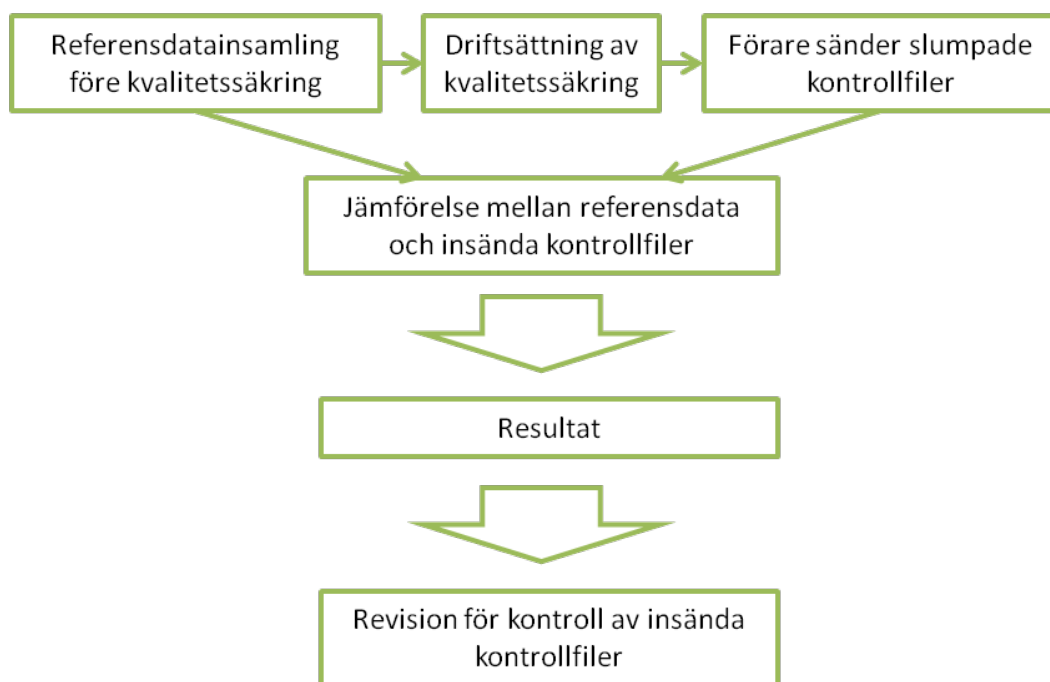 Referensdatainsamling
före kvalitetssäkring
Driftsättning av
kvalitetssäkring
Förare sänder slumpade
kontrollfiler
Jämförelse mellan referensdata
och insända kontrollfiler
Resultat
Revision för kontroll av insända
kontrollfiler